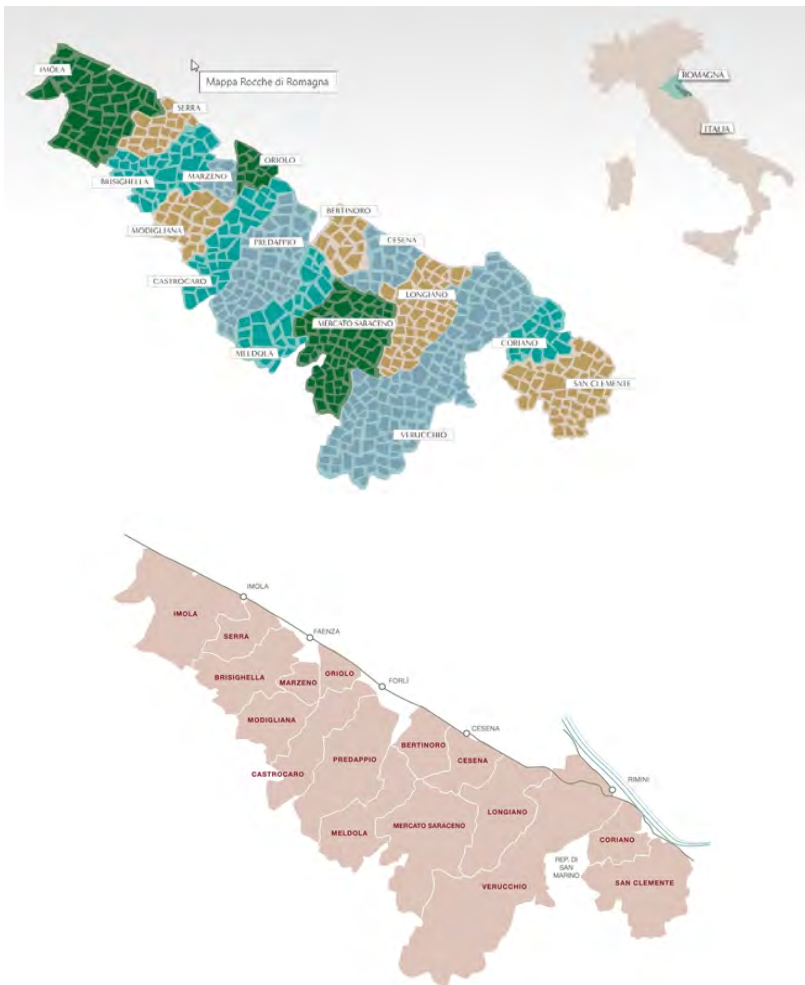 Mappa Rocche di Romagna
ROMAGNA
ITALIA
IMOLA
SERRA
ORIOLO
MARZENO
BRISIGHELLA
BERTINORO
MODIGLIANA
PREDAPPIO
CESENA
CASTROCARO
LONGIANO
MERCATO SARACENO
MELDOLA
CORIANO
SAN CLEMENTE
VERUCCHIO
IMOLA
IMOLA
FAENZA
SERRA
BRISIGHELLA
MARZENO
ORIOLO
FORLÌ
MODIGLIANA
CESENA
BERTINORO
PREDAPPIO
CESENA
CASTROCARO
RIMINI
LONGIANO
MERCATO SARACENO
MELDOLA
CORIANO
REP. DI
SAN
MARINO
SAN CLEMENTE
VERUCCHIO